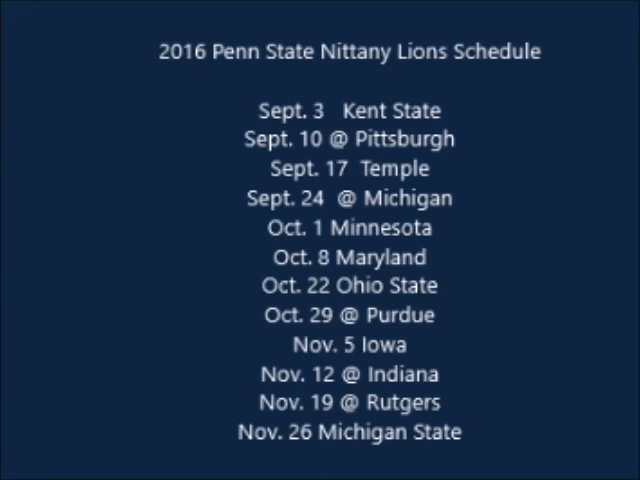 2016 Penn State Nittany Lions Schedule
Sept. 3   Kent State
Sept. 10 @ Pittsburgh
Sept. 17  Temple
Sept. 24  @ Michigan
Oct. 1 Minnesota
Oct. 8 Maryland
Oct. 22 Ohio State
Oct. 29 @ Purdue
Nov. 5 Iowa
Nov. 12 @ Indiana
Nov. 19 @ Rutgers
Nov. 26 Michigan State